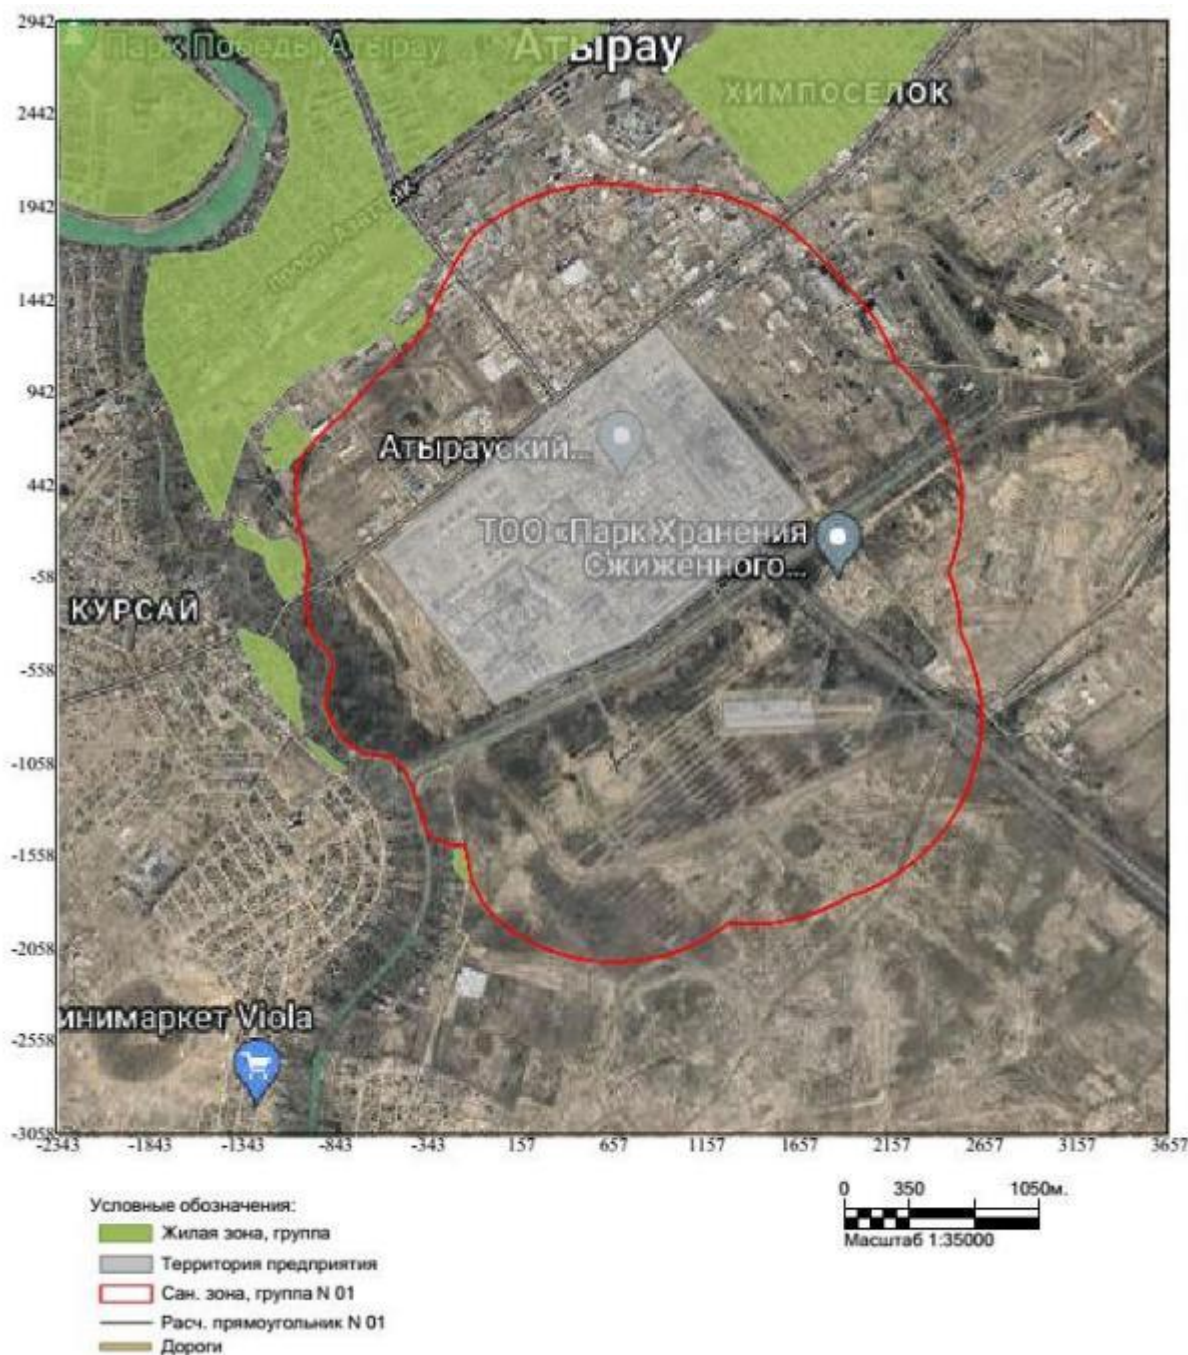 2942
Парк Победы, Атырау
Атырау
ХИМПОСЕЛОК
2442
1942
просп. Азаттык
1442
942
Атырауский...
442
ТОО «Парк Хранения
Сжиженного...
-58
КУРСАЙ
-558
-1058
-1558
-2058
инимаркет Viola
-2558
-3058
-2343 -1843 -1343 -843 -343 157 657 1157 1657 2157 2657 3157 3657
Условные обозначения:
Жилая зона, группа
Территория предприятия
Сан. зона, группа N 01
Расч. прямоугольник N 01
Дороги
0 350 1050м.
Масштаб 1:35000